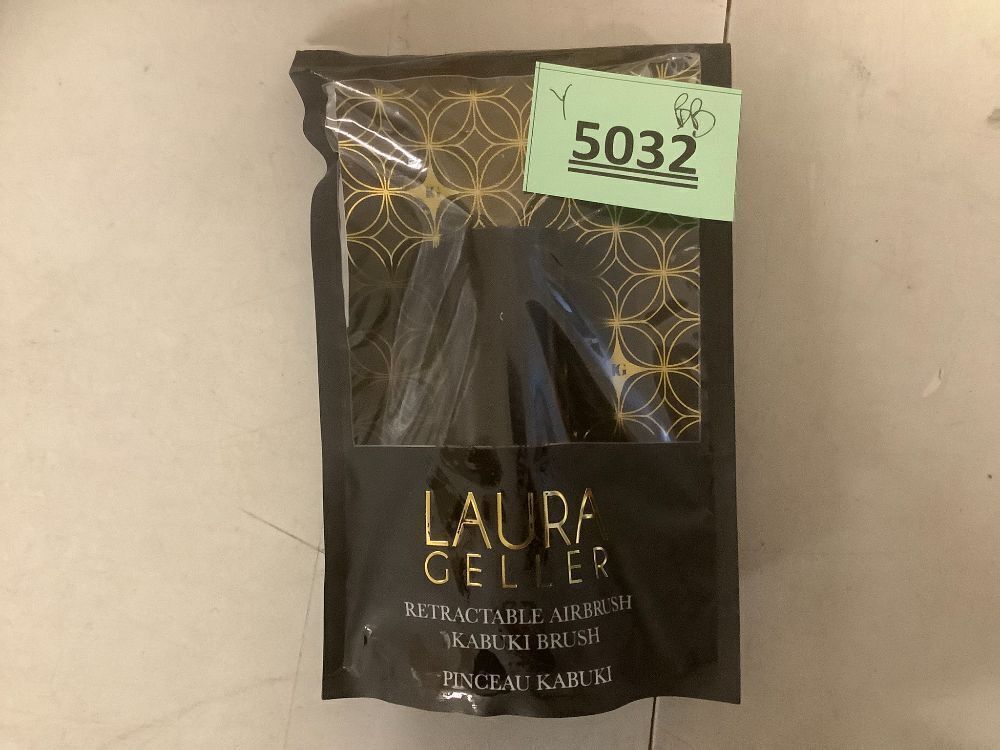 Y BB
5032
LAURA
GELLER
RETRACTABLE AIRBRUSH
KABUKI BRUSH
PINCEAU KABUKI